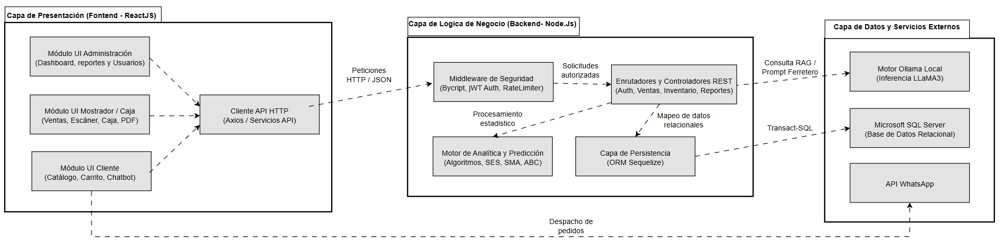 Capa de Presentación (Fontend - ReactJS)
Módulo UI Administración
(Dashboard, reportes y Usuarios)
Módulo UI Mostrador / Caja
(Ventas, Escáner, Caja, PDF)
Módulo UI Cliente
(Catálogo, Carrito, Chatbot)
Cliente API HTTP
(Axios / Servicios API)
Peticiones
HTTP / JSON
Capa de Logica de Negocio (Backend- Node.Js)
Middleware de Seguridad
(Bycript, jWT Auth, RateLimiter)
Solicitudes
autorizadas
Enrutadores y Controladores REST
(Auth, Ventas, Inventario, Reportes)
Procesamiento
estadistico
Mapeo de datos
relacionales
Motor de Analítica y Predicción
(Algoritmos, SES, SMA, ABC)
Capa de Persistencia
(ORM Sequelize)
Consulta RAG /
Prompt Ferretero
Transact-SQL
Capa de Datos y Servicios Externos
Motor Ollama Local
(Inferencia LLaMA3)
Microsoft SQL Server
(Base de Datos Relacional)
API WhatsApp
Despacho de
pedidos